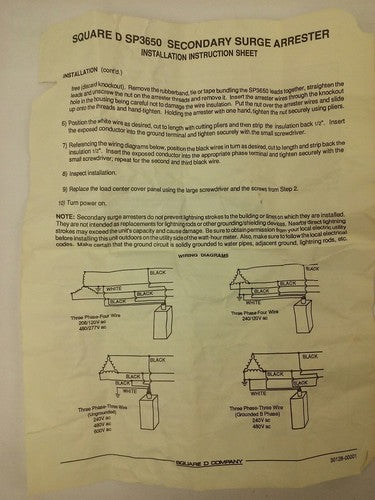 SQUARE D SP3650 SECONDARY SURGE ARRESTER
INSTALLATION INSTRUCTION SHEET
INSTALLATION (cont'd.)
free (discard knockout). Remove the rubberband, tie or tape bundling the SP3650 leads together, straighten the
leads and unscrew the nut on the arrester threads and remove it. Insert the arrester wires through the knockout
hole in the housing being careful not to damage the wire insulation. Put the nut over the arrester wires and slide
up onto the threads and hand-tighten. Holding the arrester with one hand, tighten the nut securely using pliers.
6) Position the white wire as desired, cut to length with cutting pliers and then strip the insulation back 1/2". Insert
the exposed conductor into the ground terminal and tighten securely with the small screwdriver.
7) Referencing the wiring diagrams below, position the black wires in turn as desired, cut to length and strip back the
insulation 1/2". Insert the exposed conductor into the appropriate phase terminal and tighten securely with the
small screwdriver; repeat for the second and third black wire.
8) Inspect installation.
9) Replace the load center cover panel using the large screwdriver and the screws from Step 2.
10) Turn power on.
NOTE: Secondary surge arresters do not prevent lightning strokes to the building or lines on which they are installed.
They are not intended as replacements for lightning rods or other grounding/shielding devices. Nearby direct lightning
strokes may exceed the unit's capacity and cause damage. Be sure to obtain permission from your local electric utility
before installing this unit outdoors on the utility side of the watt-hour meter. Also, make sure to follow the local electrical
codes. Make certain that the ground circuit is solidly grounded to water pipes, adjacent ground, lightning rods, etc.
WIRING DIAGRAMS
BLACK
WHITE
BLACK
BLACK
Three Phase-Four Wire
208/120V ac
480/277V ac
BLACK
BLACK
BLACK
WHITE
Three Phase-Four Wire
240/120V ac
BLACK
BLACK
BLACK
WHITE
Three Phase-Three Wire
(Ungrounded)
240V ac
480V ac
600V ac
BLACK
BLACK
WHITE
Three Phase-Three Wire
(Grounded B Phase)
240V ac
480V ac
SQUARE D COMPANY
30128-00001